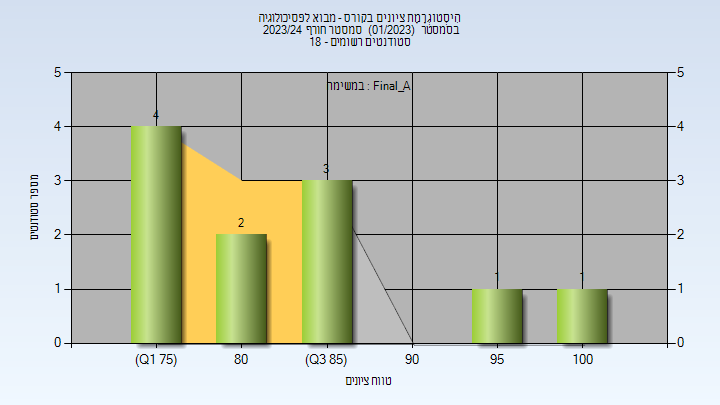 הִיסְטוֹגְרָמַת ציונים בקורס - מבוא לפסיכולוגיה
בסמסטר (01/2023) סמסטר חורף 2023/24
סטודנטים רשומים - 18
במשימה : Final_A
5
4
3
2
1
0
5
4
3
2
1
0
4
2
3
1
1
מספר סטודנטים
(Q1 75)
80
(Q3 85)
90
95
100
טווח ציונים